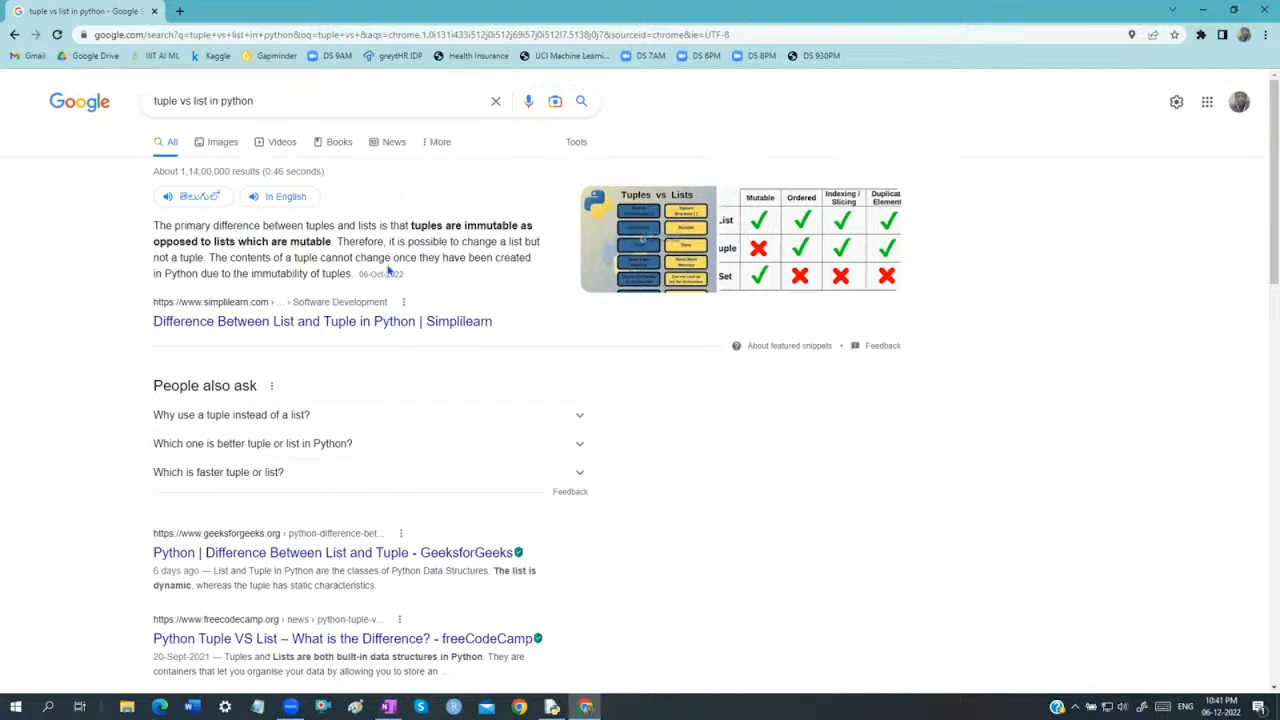 tuple vs list in python - Google S
google.com/search?q=tuple+vs+list+in+python&oq=tuple+vs+&aqs=chrome.1.0i131i433i512j0i512j69i57j0i512l7.5138j0j7&sourceid=chrome&ie=UTF-8
Gmail Google Drive IIIT AI ML Kaggle Gapminder DS 9AM greytHR IDP Health Insurance UCI Machine Learni... DS 7AM DS 6PM DS 8PM DS 930PM
Google tuple vs list in python
All Images Videos Books News More Tools
About 1,14,00,000 results (0.46 seconds)
తెలుగులో In English
The primary difference between tuples and lists is that tuples are immutable as
opposed to lists which are mutable. Therefore, it is possible to change a list but
not a tuple. The contents of a tuple cannot change once they have been created
in Python due to the immutability of tuples. 06-Oct-2022
Tuples vs Lists
Mutable Ordered Indexing / Slicing Duplicate Element
List
uple
Set
https://www.simplilearn.com › ... › Software Development
Difference Between List and Tuple in Python | Simplilearn
About featured snippets • Feedback
People also ask
Why use a tuple instead of a list?
Which one is better tuple or list in Python?
Which is faster tuple or list?
Feedback
https://www.geeksforgeeks.org › python-difference-bet...
Python | Difference Between List and Tuple - GeeksforGeeks
6 days ago — List and Tuple in Python are the classes of Python Data Structures. The list is
dynamic, whereas the tuple has static characteristics.
https://www.freecodecamp.org › news › python-tuple-v...
Python Tuple VS List – What is the Difference? - freeCodeCamp
20-Sept-2021 — Tuples and Lists are both built-in data structures in Python. They are
containers that let you organise your data by allowing you to store an ...
ENG 10:41 PM
06-12-2022